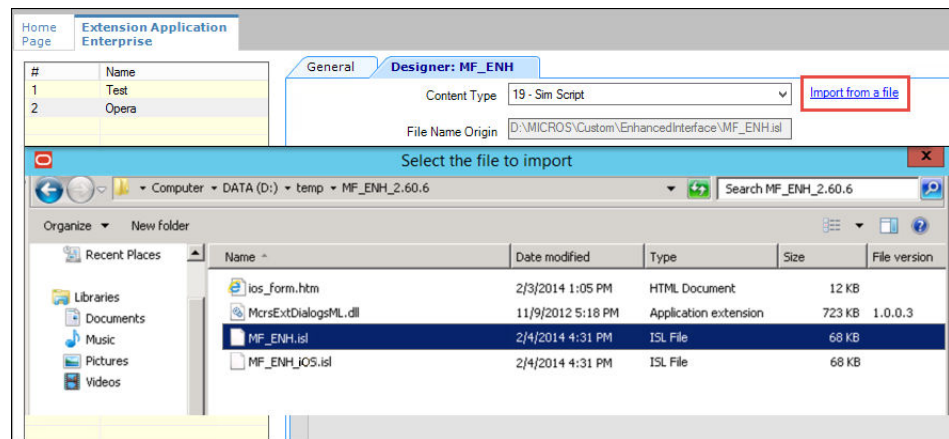 Home Page
Extension Application Enterprise
# Name
1 Test
2 Opera
General
Designer: MF_ENH
Content Type 19 - Sim Script Import from a file
File Name Origin D:\MICROS\Custom\EnhancedInterface\MF_ENH.isl
Select the file to import
x
Computer DATA (D:) temp MF_ENH_2.60.6 Search MF_ENH_2.60.6
Organize New folder
Recent Places
Libraries
Documents
Music
Pictures
Videos
Name Date modified Type Size File version
ios_form.htm 2/3/2014 1:05 PM HTML Document 12 KB
McrsExtDialogsML.dll 11/9/2012 5:18 PM Application extension 723 KB 1.0.0.3
MF_ENH.isl 2/4/2014 4:31 PM ISL File 68 KB
MF_ENH_iOS.isl 2/4/2014 4:31 PM ISL File 68 KB